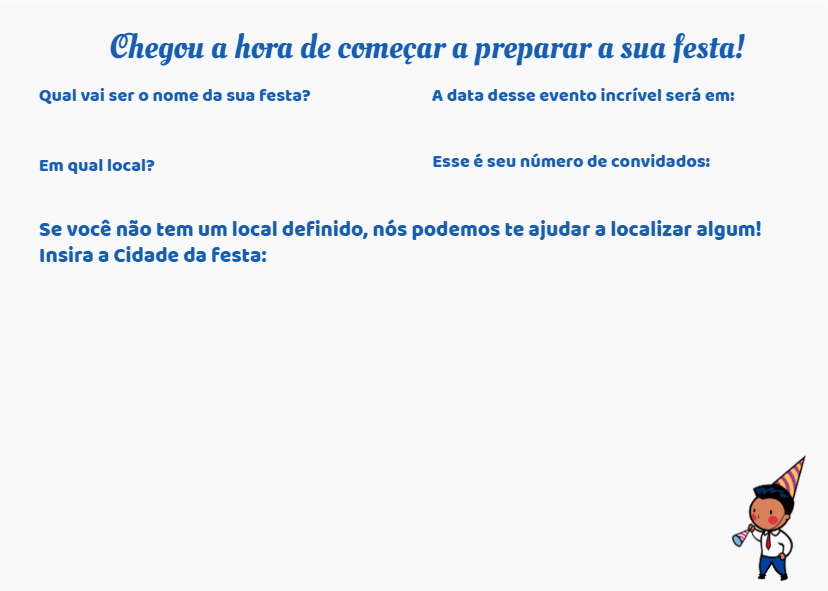 Chegou a hora de começar a preparar a sua festa!
Qual vai ser o nome da sua festa?
A data desse evento incrível será em:
Em qual local?
Esse é seu número de convidados:
Se você não tem um local definido, nós podemos te ajudar a localizar algum!
Insira a Cidade da festa: